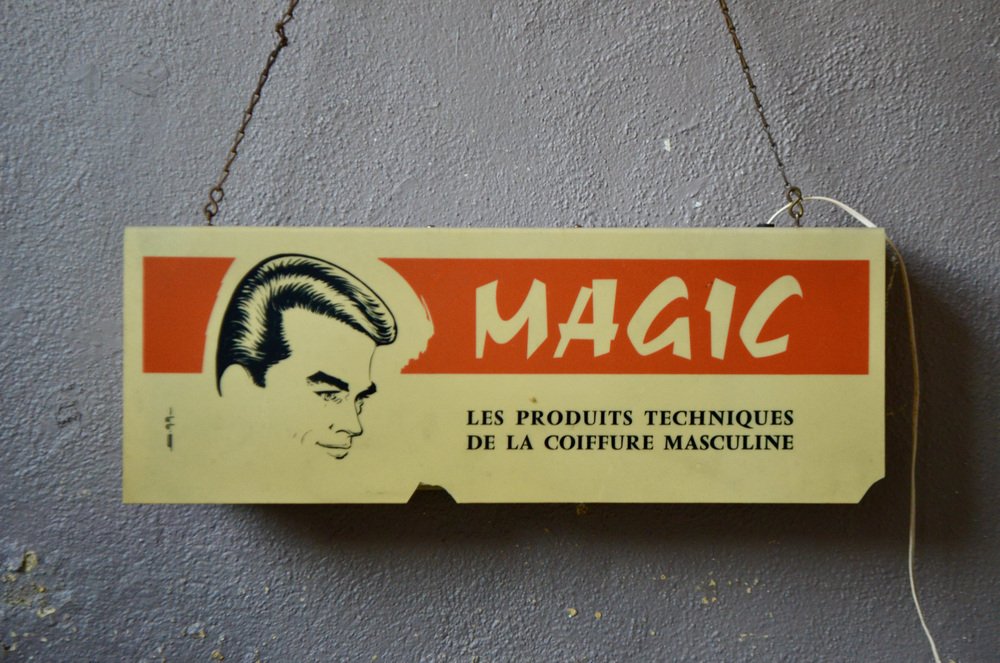 MAGIC
LES PRODUITS TECHNIQUES
DE LA COIFFURE MASCULINE